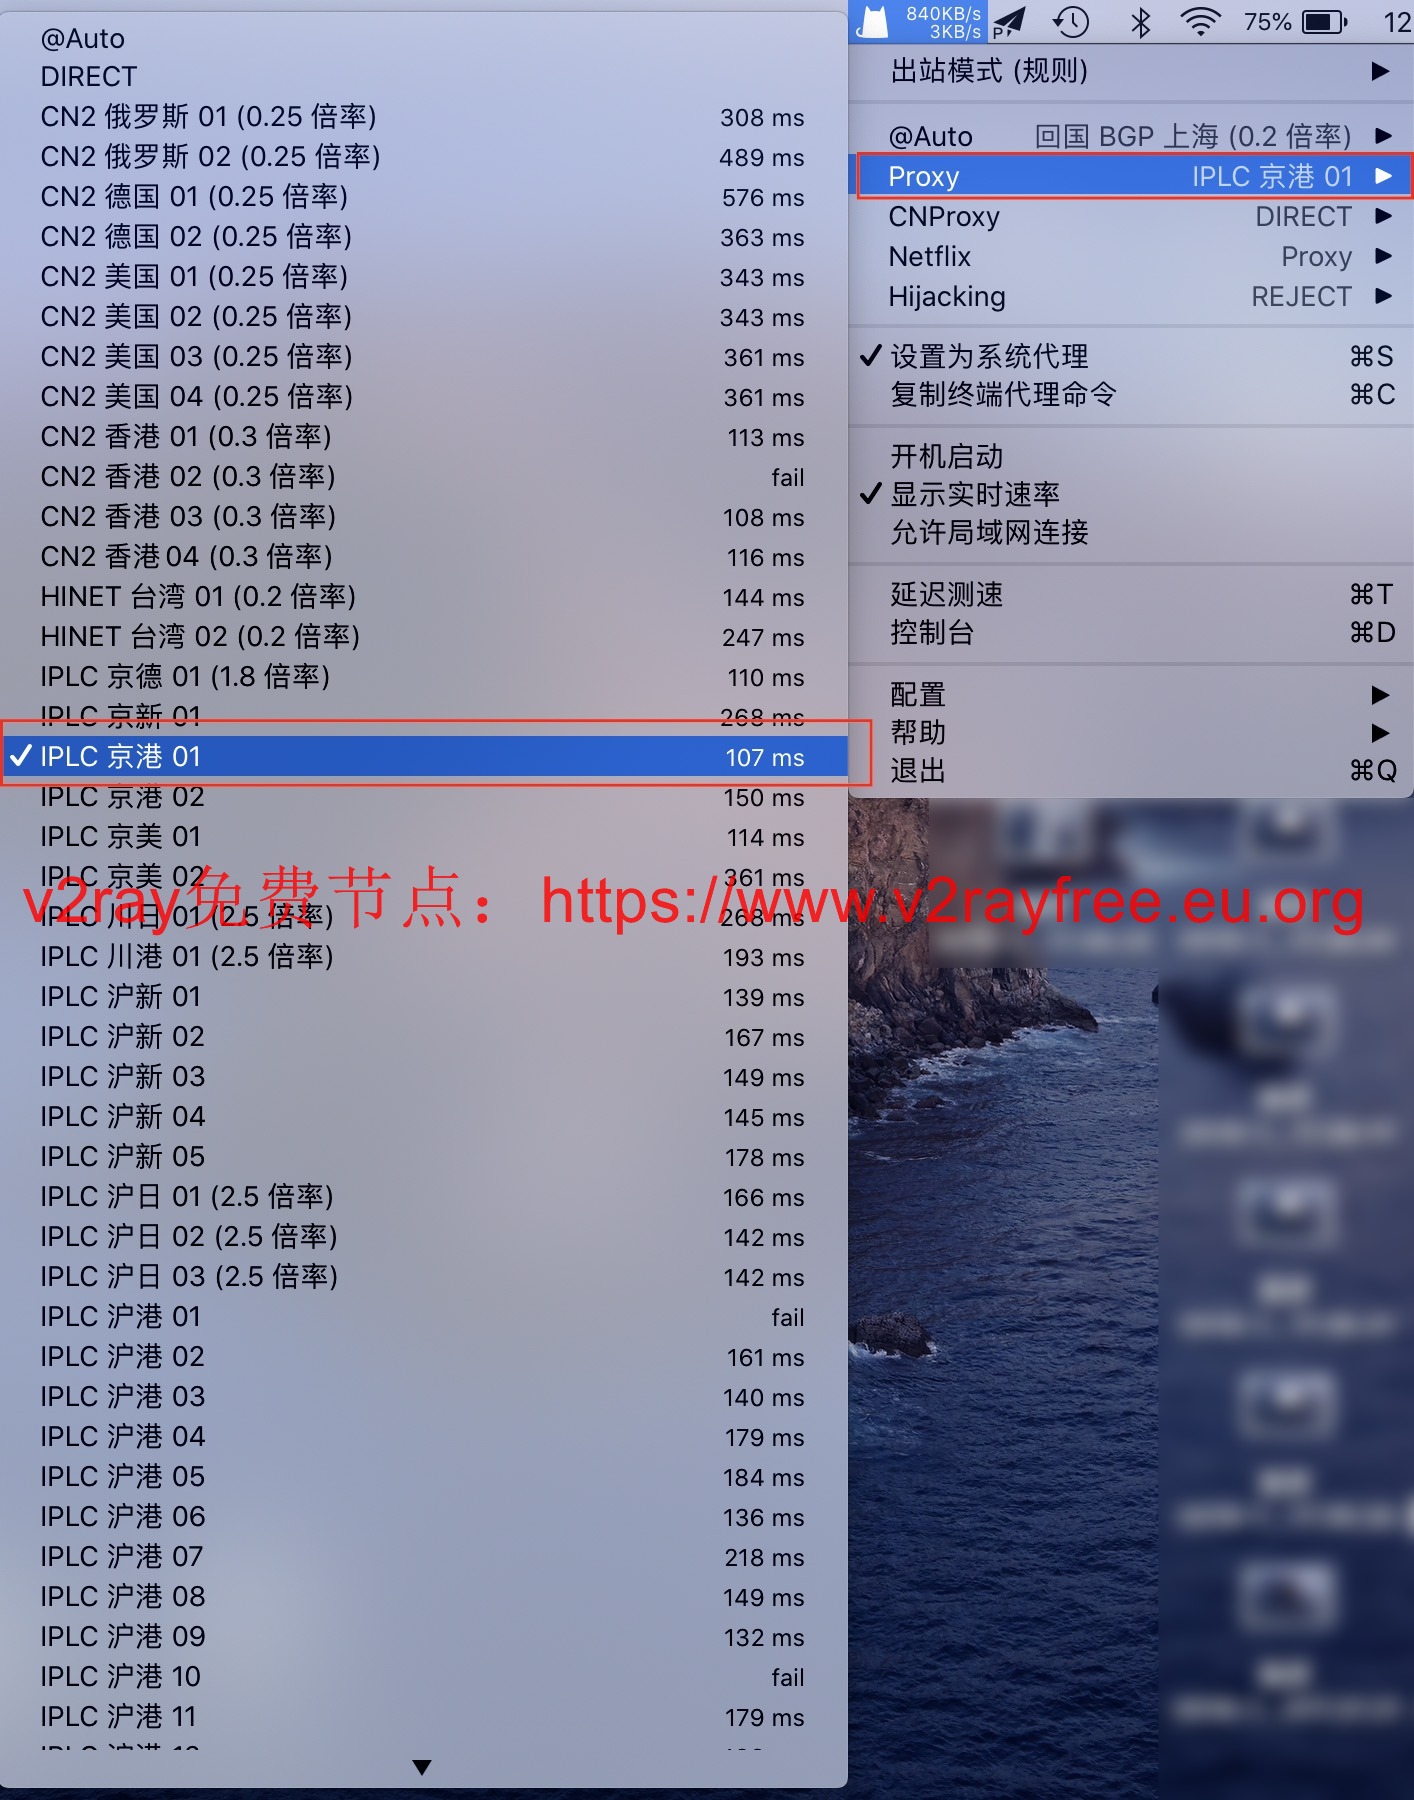 840KB/s
3KB/s
75%
12
@Auto
DIRECT
CN2 俄罗斯 01 (0.25 倍率) 308 ms
CN2 俄罗斯 02 (0.25 倍率) 489 ms
CN2 德国 01 (0.25 倍率) 576 ms
CN2 德国 02 (0.25 倍率) 363 ms
CN2 美国 01 (0.25 倍率) 343 ms
CN2 美国 02 (0.25 倍率) 343 ms
CN2 美国 03 (0.25 倍率) 361 ms
CN2 美国 04 (0.25 倍率) 361 ms
CN2 香港 01 (0.3 倍率) 113 ms
CN2 香港 02 (0.3 倍率) fail
CN2 香港 03 (0.3 倍率) 108 ms
CN2 香港04 (0.3 倍率) 116 ms
HINET 台湾 01 (0.2 倍率) 144 ms
HINET 台湾 02 (0.2 倍率) 247 ms
IPLC 京德 01 (1.8 倍率) 110 ms
IPLC 京新 01 268 ms
IPLC 京港 01 107 ms
IPLC 京港 02 150 ms
IPLC 京美 01 114 ms
IPLC 京美 02 361 ms
v2ray免费节点：https://www.v2rayfree.eu.org
IPLC 川日 01 (2.5 倍率) 268 ms
IPLC 川港 01 (2.5 倍率) 193 ms
IPLC 沪新 01 139 ms
IPLC 沪新 02 167 ms
IPLC 沪新 03 149 ms
IPLC 沪新 04 145 ms
IPLC 沪新 05 178 ms
IPLC 沪日 01 (2.5 倍率) 166 ms
IPLC 沪日 02 (2.5 倍率) 142 ms
IPLC 沪日 03 (2.5 倍率) 142 ms
IPLC 沪港 01 fail
IPLC 沪港 02 161 ms
IPLC 沪港 03 140 ms
IPLC 沪港 04 179 ms
IPLC 沪港 05 184 ms
IPLC 沪港 06 136 ms
IPLC 沪港 07 218 ms
IPLC 沪港 08 149 ms
IPLC 沪港 09 132 ms
IPLC 沪港 10 fail
IPLC 沪港 11 179 ms
出站模式 (规则)
@Auto 回国 BGP 上海 (0.2 倍率)
Proxy IPLC 京港 01
CNProxy DIRECT
Netflix Proxy
Hijacking REJECT
设置为系统代理 ⌘S
复制终端代理命令 ⌘C
开机启动
显示实时速率
允许局域网连接
延迟测速 ⌘T
控制台 ⌘D
配置
帮助
退出 ⌘Q